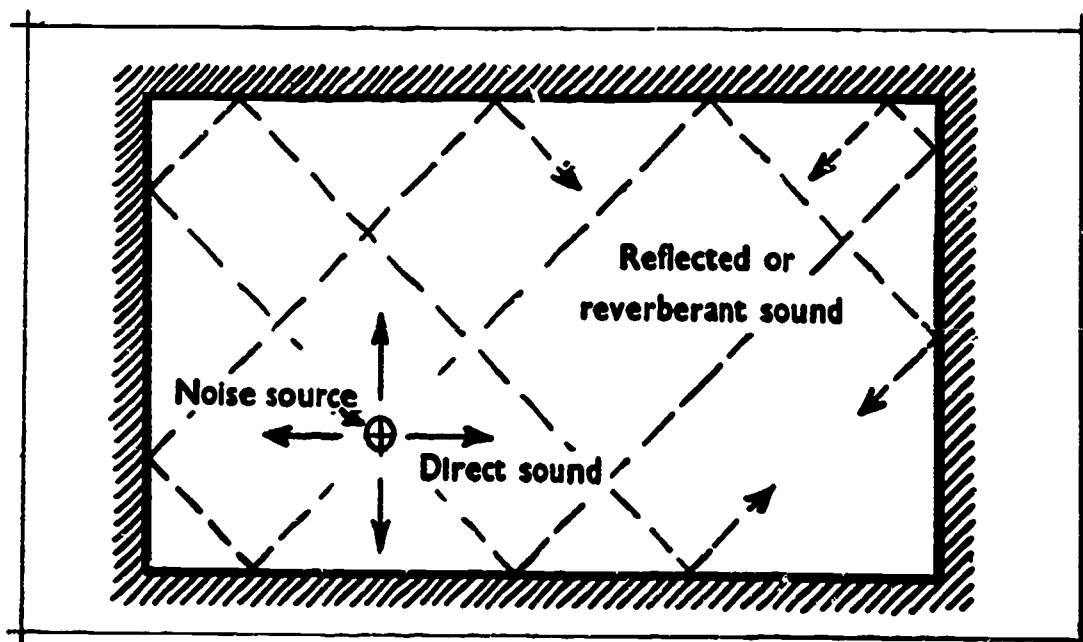 Reflected or
reverberant sound
Noise source
Direct sound